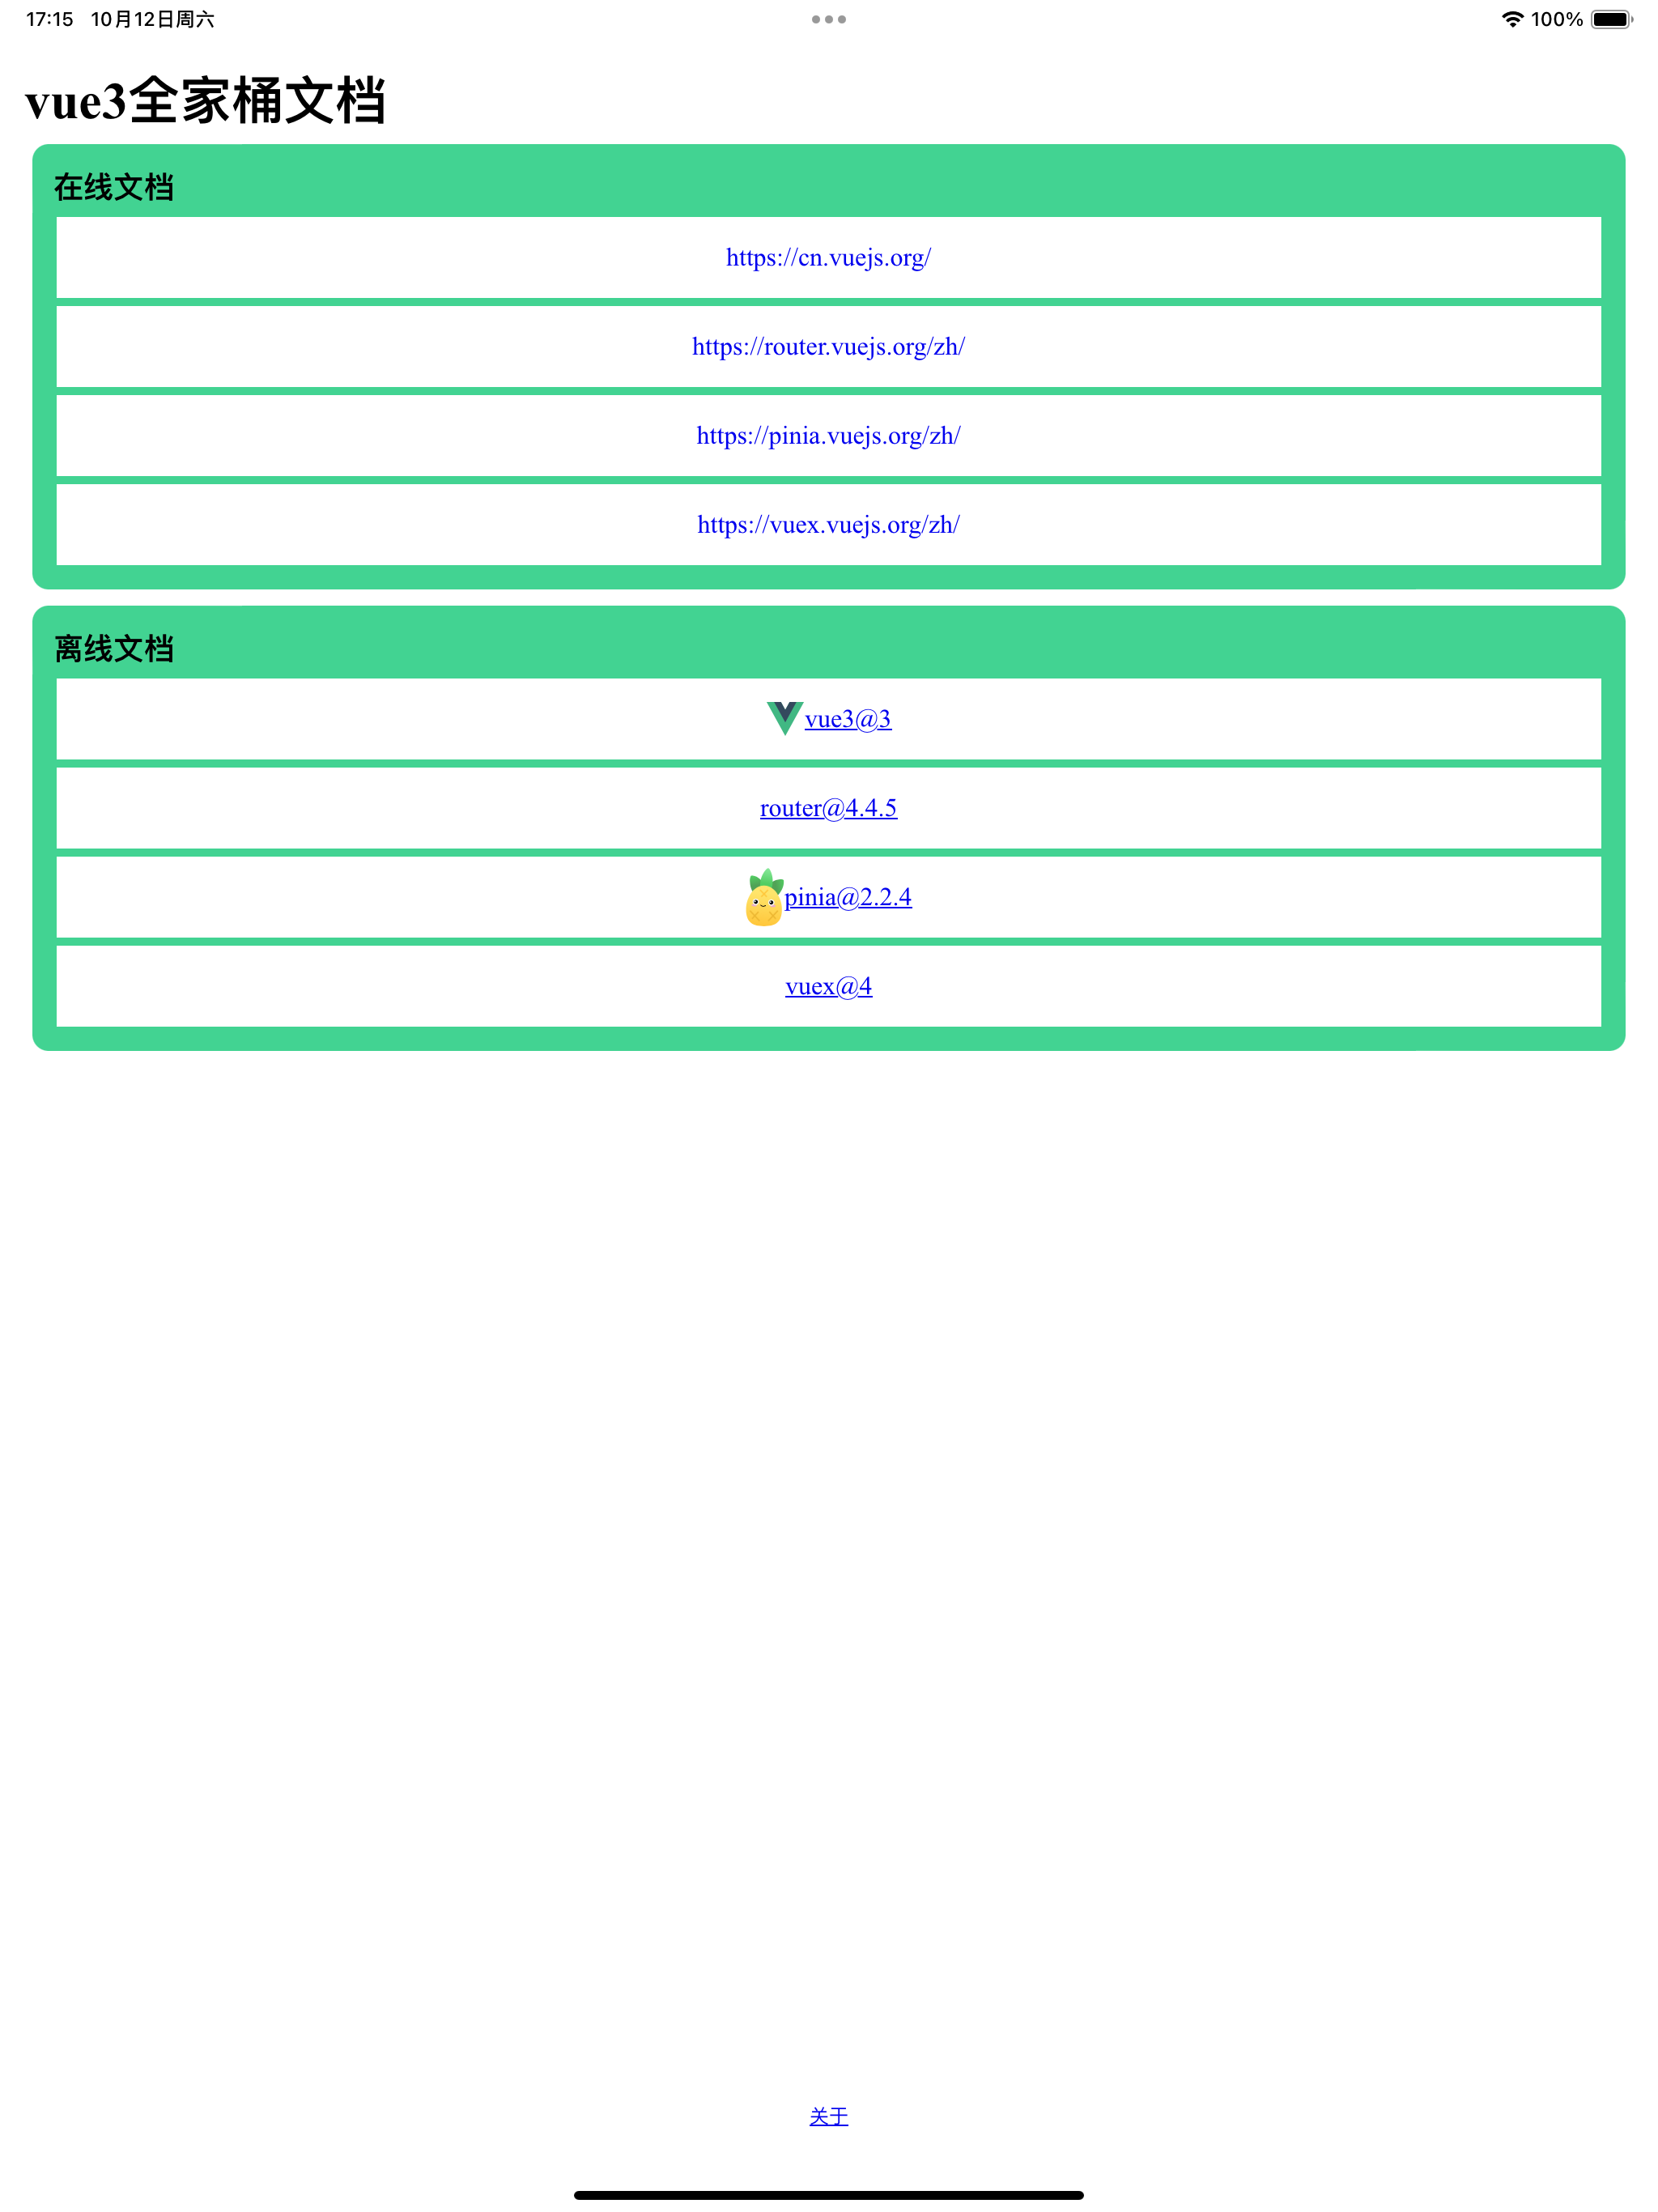 17:15 10月12日周六
100%
vue3全家桶文档
在线文档
https://cn.vuejs.org/
https://router.vuejs.org/zh/
https://pinia.vuejs.org/zh/
https://vuex.vuejs.org/zh/
离线文档
vue3@3
router@4.4.5
pinia@2.2.4
vuex@4
关于